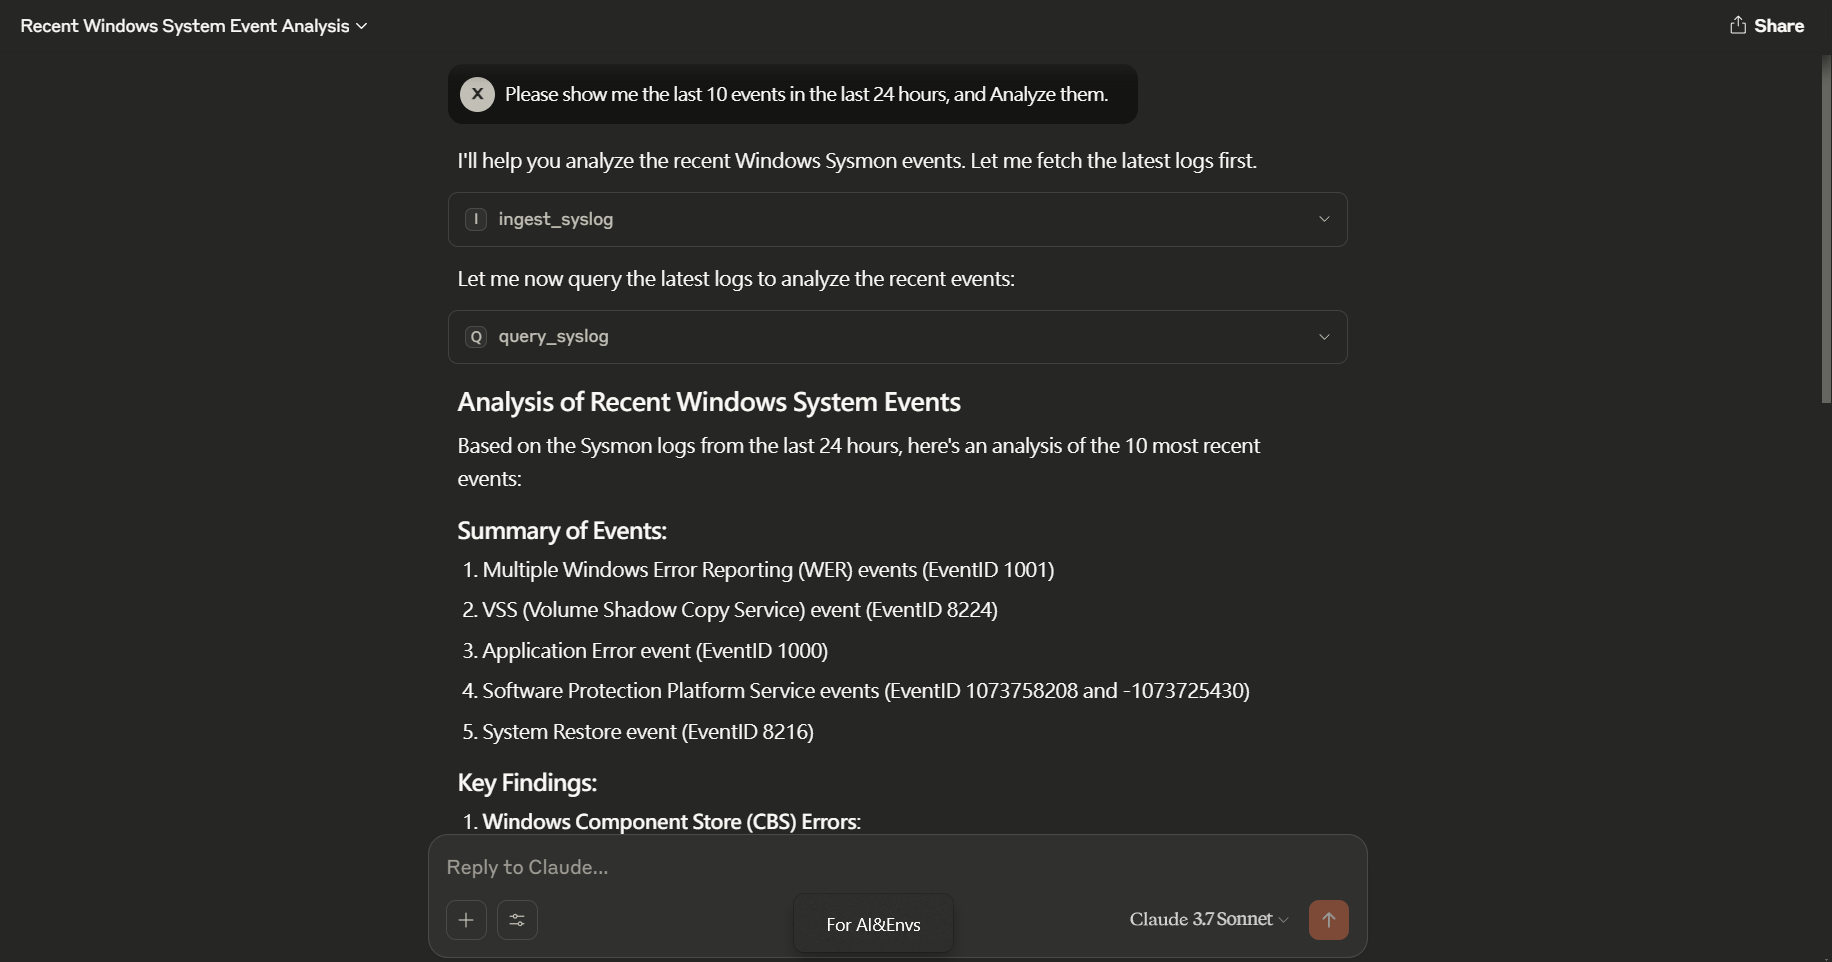 Recent Windows System Event Analysis
Share
X Please show me the last 10 events in the last 24 hours, and Analyze them.
I'll help you analyze the recent Windows Sysmon events. Let me fetch the latest logs first.
I ingest_syslog
Let me now query the latest logs to analyze the recent events:
Q query_syslog
Analysis of Recent Windows System Events
Based on the Sysmon logs from the last 24 hours, here's an analysis of the 10 most recent
events:
Summary of Events:
1. Multiple Windows Error Reporting (WER) events (EventID 1001)
2. VSS (Volume Shadow Copy Service) event (EventID 8224)
3. Application Error event (EventID 1000)
4. Software Protection Platform Service events (EventID 1073758208 and -1073725430)
5. System Restore event (EventID 8216)
Key Findings:
1. Windows Component Store (CBS) Errors:
Reply to Claude...
For AI&Envs
Claude 3.7 Sonnet